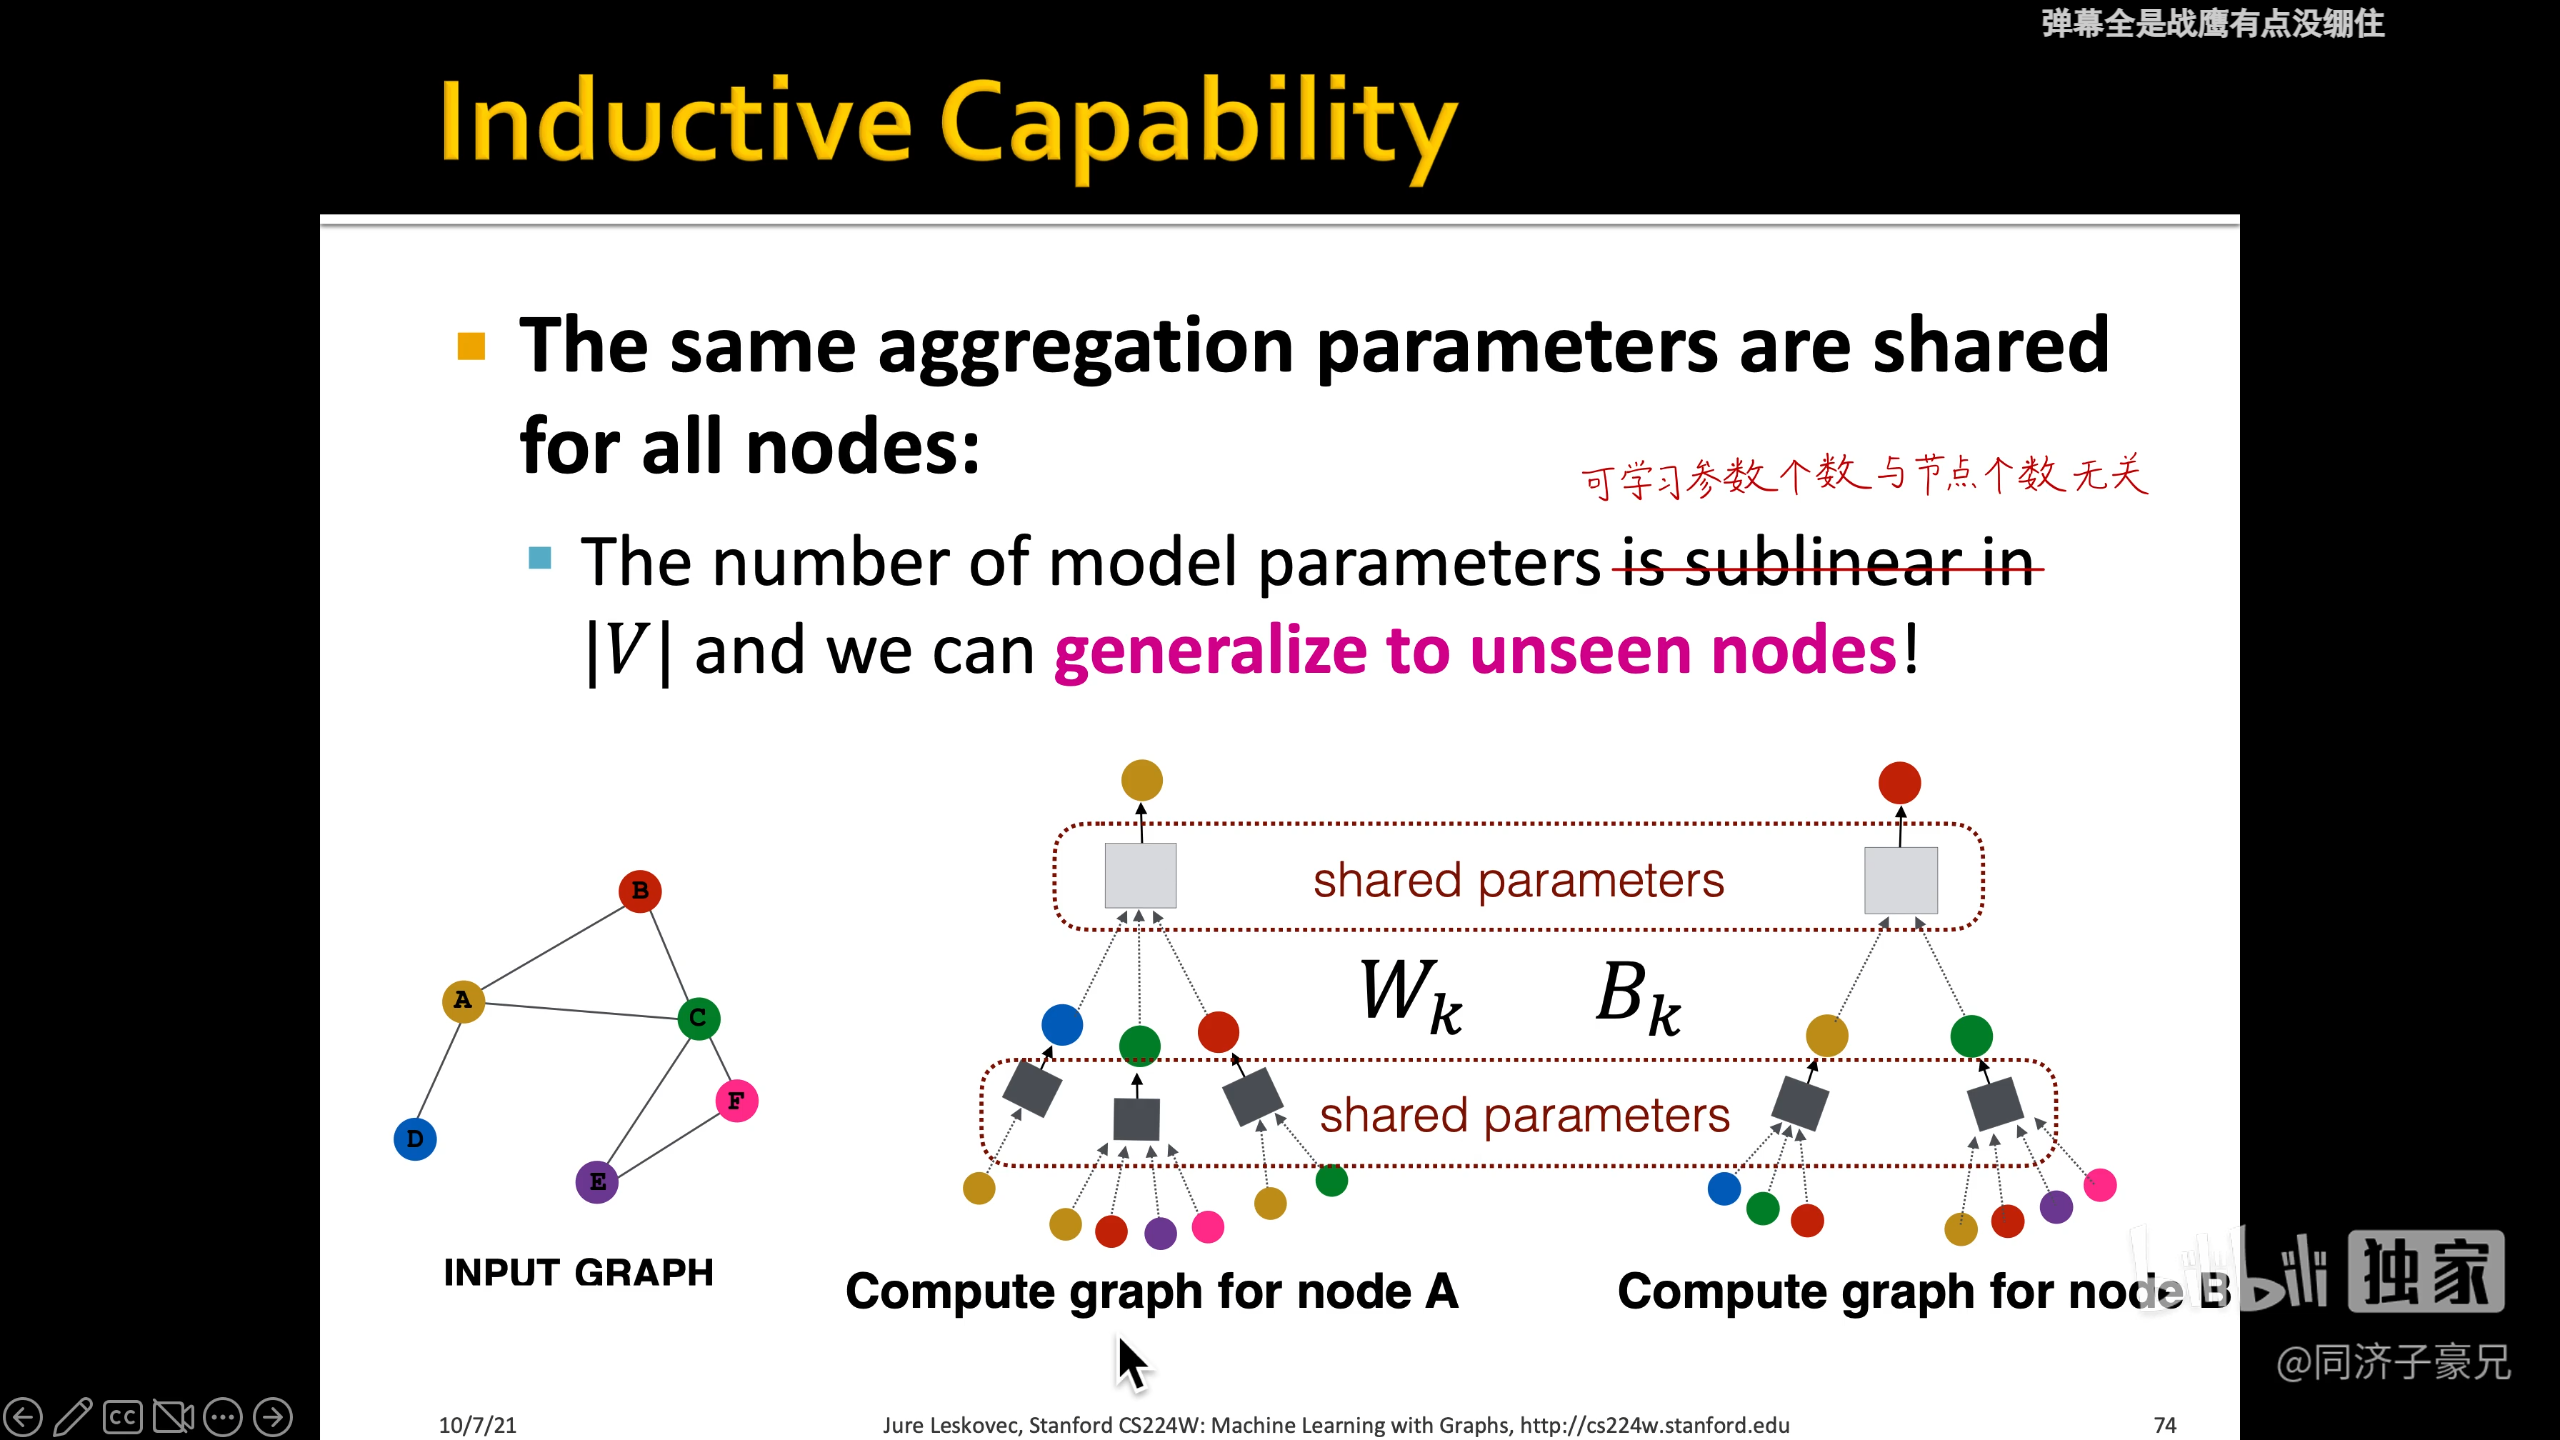 弹幕全是战鹰有点没绷住
Inductive Capability
The same aggregation parameters are shared
for all nodes:
可学习参数个数与节点个数无关
The number of model parameters is sublinear in
|V| and we can generalize to unseen nodes!
shared parameters
W_k B_k
shared parameters
B
A
C
F
D
E
INPUT GRAPH
Compute graph for node A
Compute graph for node B
bilibili 独家
@同济子豪兄
CC
10/7/21
Jure Leskovec, Stanford CS224W: Machine Learning with Graphs, http://cs224w.stanford.edu
74